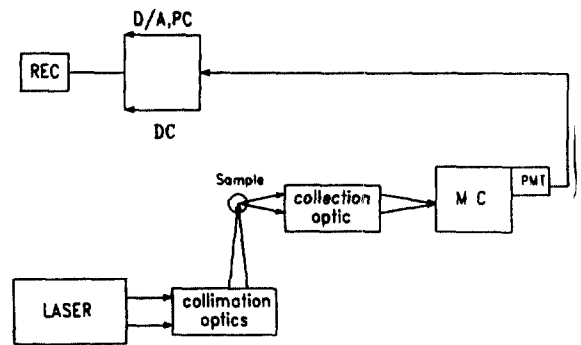 D/A,PC
REC
DC
Sample
collection
optic
M C
PMT
LASER
collimation
optics